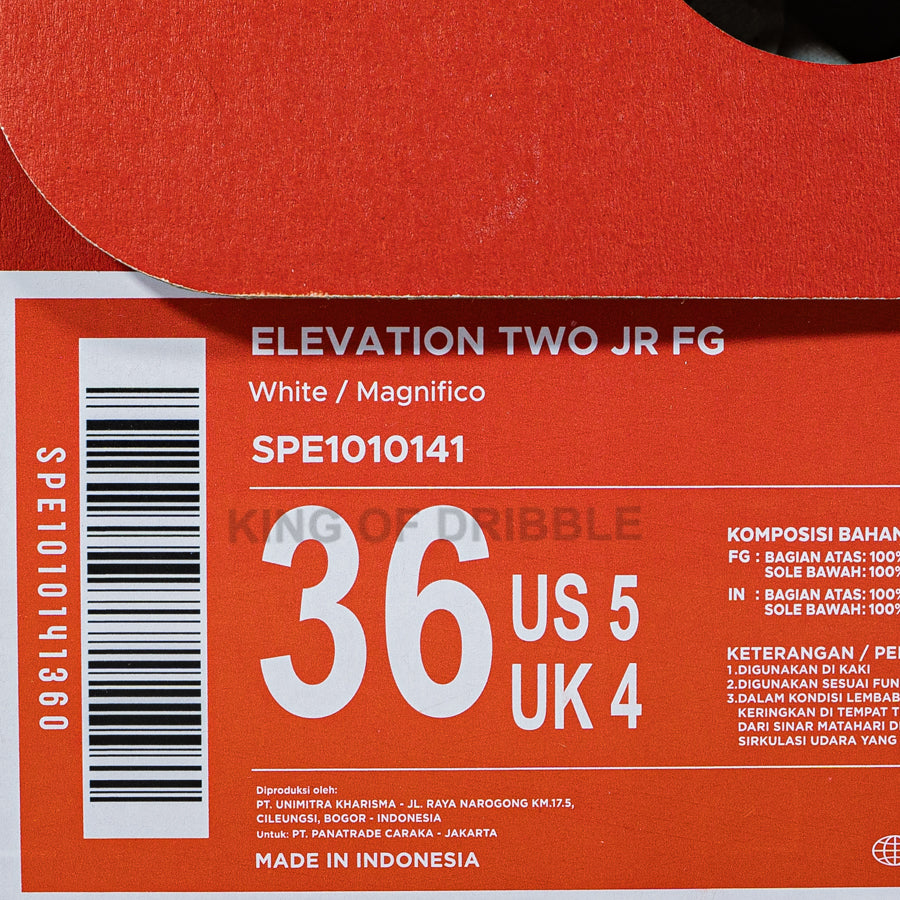 ELEVATION TWO JR FG
White / Magnifico
SPE1010141
SPE1010141360
KING OF DRIBBLE
36
US 5
UK 4
KOMPOSISI BAHAN
FG : BAGIAN ATAS: 100%
SOLE BAWAH: 100%
IN : BAGIAN ATAS: 100%
SOLE BAWAH: 100%
KETERANGAN /
1.DIGUNAKAN DI KAKI
2.DIGUNAKAN SESUAI
3.DALAM KONDISI LEMBAB
KERINGKAN DI TEMPAT
DARI SINAR MATAHARI
SIRKULASI UDARA YANG
Diproduksi oleh:
PT. UNIMITRA KHARISMA - JL. RAYA NAROGONG KM.17.5,
CILEUNGSI, BOGOR - INDONESIA
Untuk: PT. PANATRADE CARAKA - JAKARTA
MADE IN INDONESIA